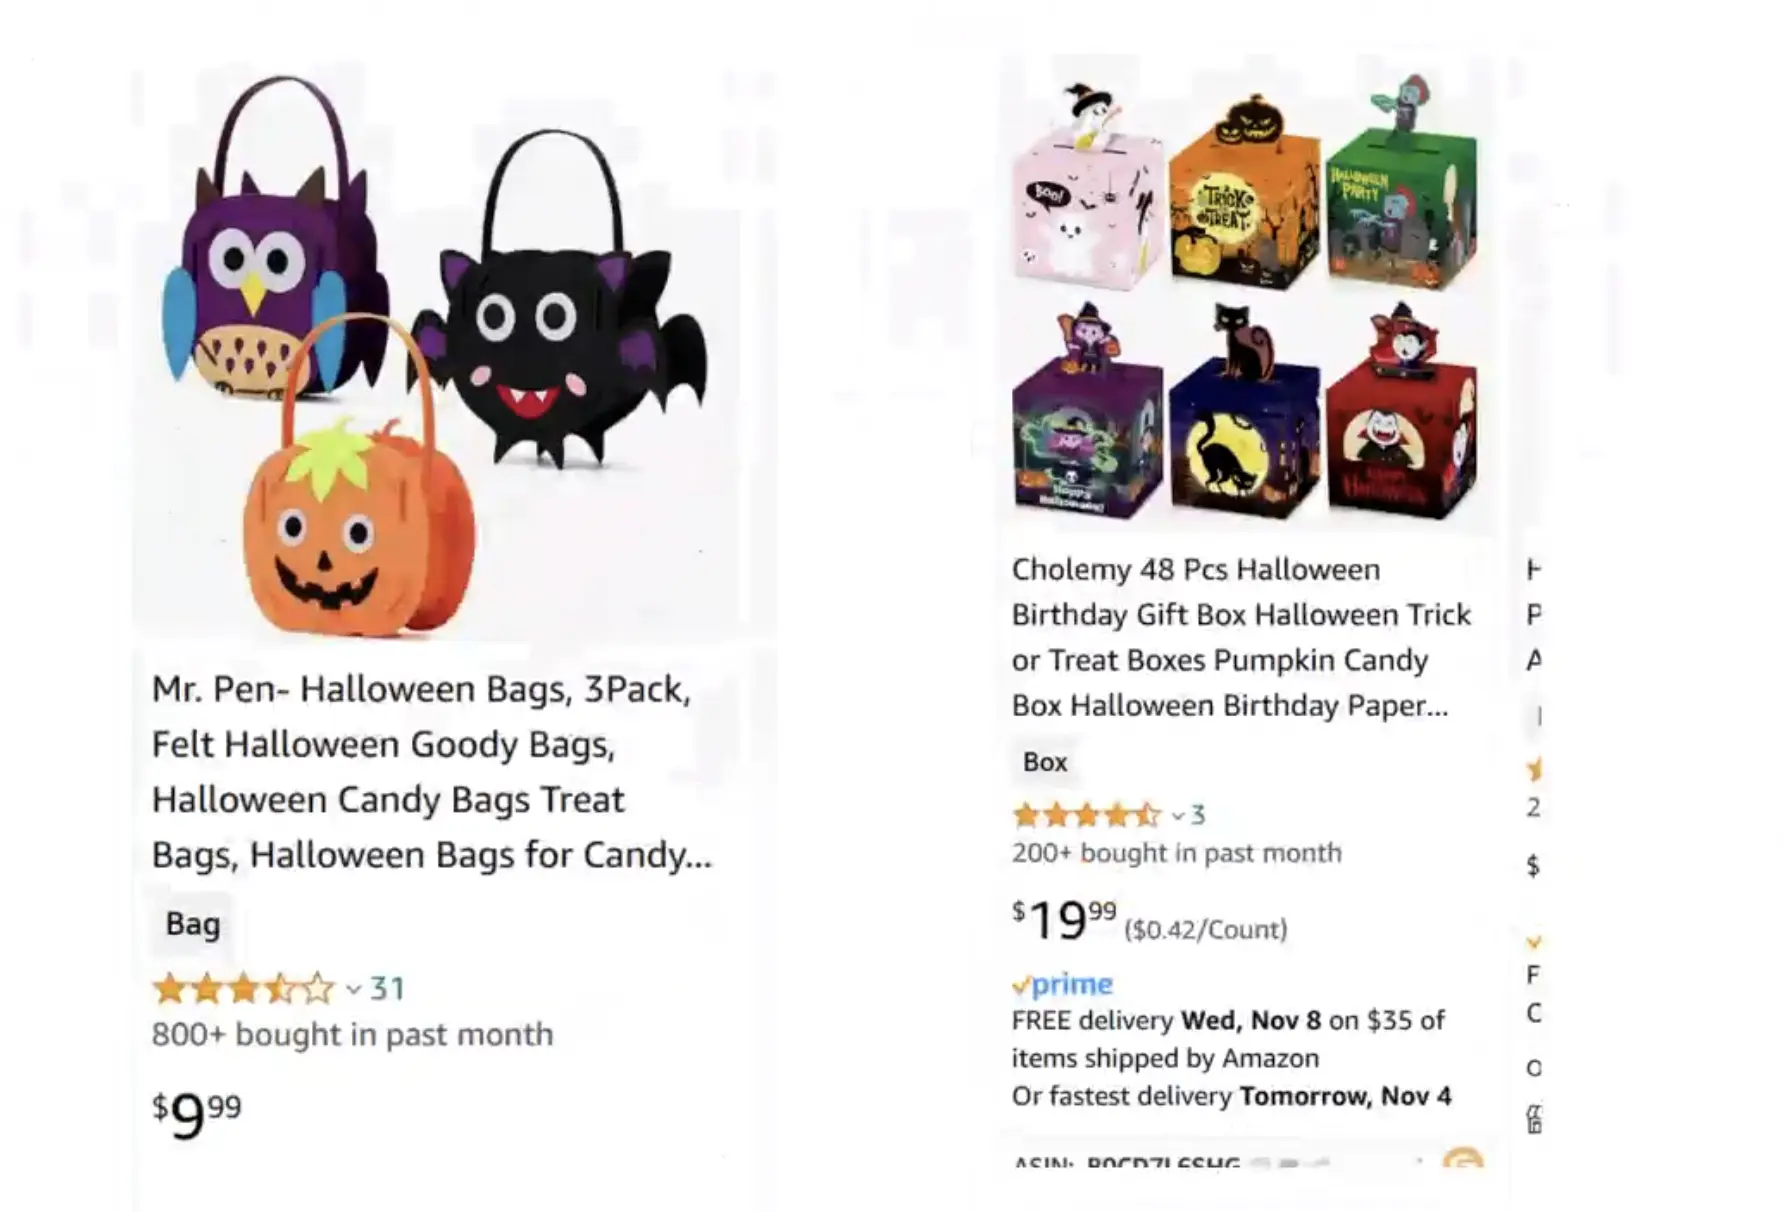 Mr. Pen- Halloween Bags, 3Pack,
Felt Halloween Goody Bags,
Halloween Candy Bags Treat
Bags, Halloween Bags for Candy...
Bag
31
800+ bought in past month
$9.99
BOO!
TRICK
TREAT
HALLOWEEN
PARTY
Happy
Halloween!
Cholemy 48 Pcs Halloween
Birthday Gift Box Halloween Trick
or Treat Boxes Pumpkin Candy
Box Halloween Birthday Paper...
Box
3
200+ bought in past month
$19.99 ($0.42/Count)
prime
FREE delivery Wed, Nov 8 on $35 of
items shipped by Amazon
Or fastest delivery Tomorrow, Nov 4
ASIN:
H
P
A
2
$
F
C